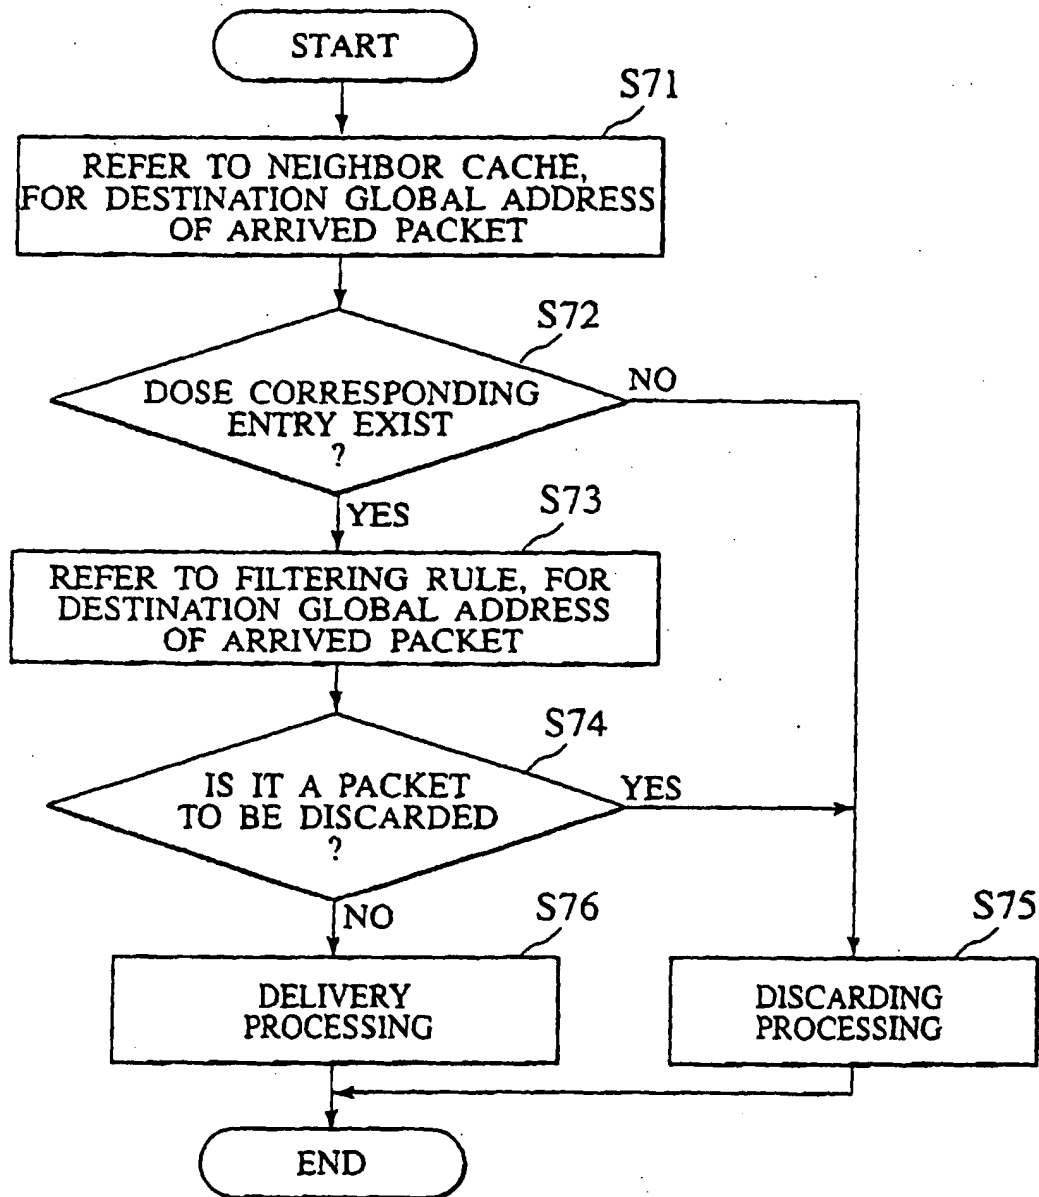 START
S71
REFER TO NEIGHBOR CACHE,
FOR DESTINATION GLOBAL ADDRESS
OF ARRIVED PACKET
S72
DOSE CORRESPONDING
ENTRY EXIST
?
NO
YES
S73
REFER TO FILTERING RULE, FOR
DESTINATION GLOBAL ADDRESS
OF ARRIVED PACKET
S74
IS IT A PACKET
TO BE DISCARDED
?
YES
NO
S76
DELIVERY
PROCESSING
S75
DISCARDING
PROCESSING
END